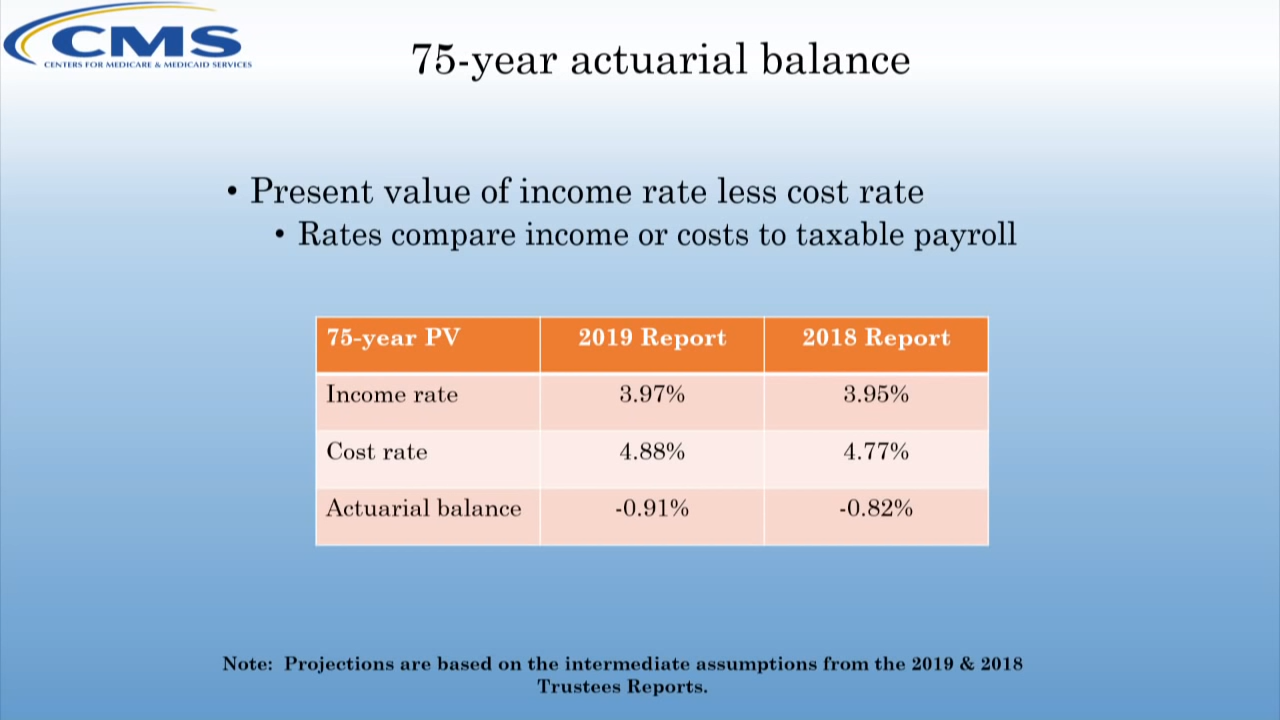 CMS
CENTERS FOR MEDICARE & MEDICAID SERVICES
75-year actuarial balance
• Present value of income rate less cost rate
• Rates compare income or costs to taxable payroll
75-year PV 2019 Report 2018 Report
Income rate 3.97% 3.95%
Cost rate 4.88% 4.77%
Actuarial balance -0.91% -0.82%
Note: Projections are based on the intermediate assumptions from the 2019 & 2018
Trustees Reports.